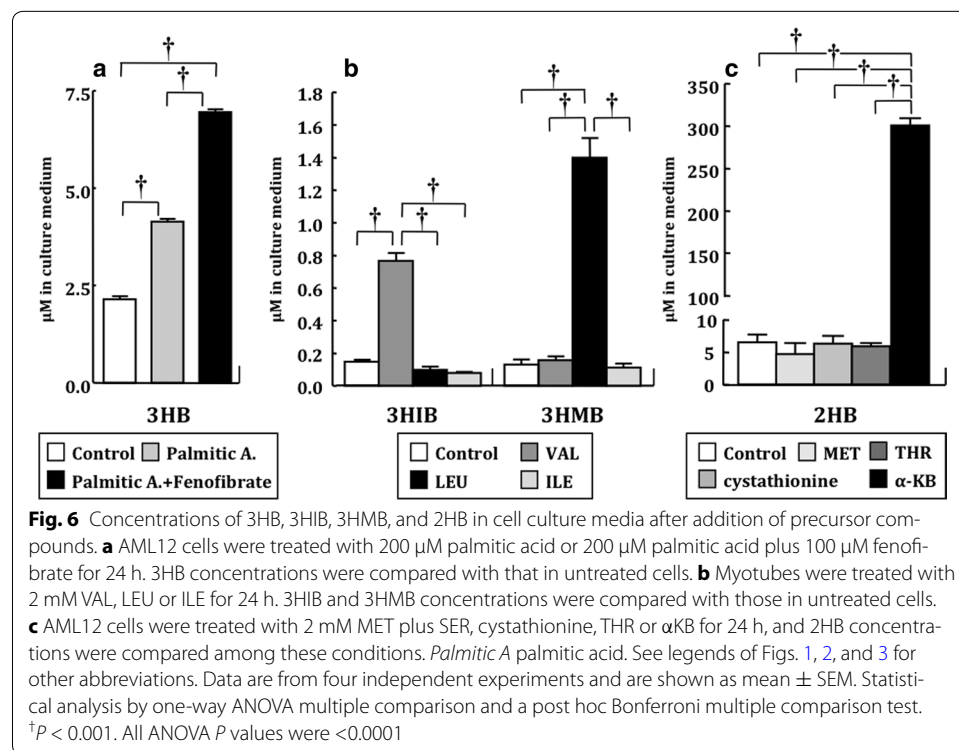 a
†
†
†
7.5
5.0
2.5
0.0
µM in culture medium
3HB
Control Palmitic A.
Palmitic A.+Fenofibrate
b
†
†
†
†
†
†
1.8
1.6
1.4
1.2
1.0
0.8
0.6
0.4
0.2
0.0
µM in culture medium
3HIB 3HMB
Control VAL
LEU ILE
c
†
†
†
†
350
300
250
200
150
100
10
5
0
µM in culture medium
2HB
Control MET THR
cystathionine α-KB
Fig. 6 Concentrations of 3HB, 3HIB, 3HMB, and 2HB in cell culture media after addition of precursor com-
pounds. a AML12 cells were treated with 200 µM palmitic acid or 200 µM palmitic acid plus 100 µM fenofi-
brate for 24 h. 3HB concentrations were compared with that in untreated cells. b Myotubes were treated with
2 mM VAL, LEU or ILE for 24 h. 3HIB and 3HMB concentrations were compared with those in untreated cells.
c AML12 cells were treated with 2 mM MET plus SER, cystathionine, THR or αKB for 24 h, and 2HB concentra-
tions were compared among these conditions. Palmitic A palmitic acid. See legends of Figs. 1, 2, and 3 for
other abbreviations. Data are from four independent experiments and are shown as mean ± SEM. Statisti-
cal analysis by one-way ANOVA multiple comparison and a post hoc Bonferroni multiple comparison test.
†P < 0.001. All ANOVA P values were <0.0001